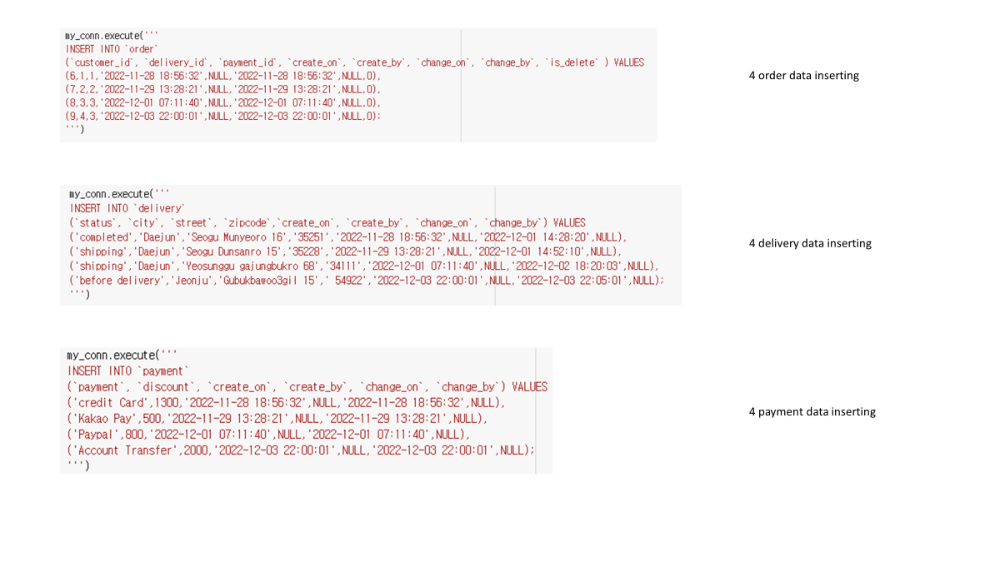 my_conn.execute('''
INSERT INTO `order`
(`customer_id`, `delivery_id`, `payment_id`, `create_on`, `create_by`, `change_on`, `change_by`, `is_delete` ) VALUES
(6,1,1,'2022-11-28 18:56:32',NULL,'2022-11-28 18:56:32',NULL,0),
(7,2,2,'2022-11-29 13:28:21',NULL,'2022-11-29 13:28:21',NULL,0),
(8,3,3,'2022-12-01 07:11:40',NULL,'2022-12-01 07:11:40',NULL,0),
(9,4,3,'2022-12-03 22:00:01',NULL,'2022-12-03 22:00:01',NULL,0);
''')
4 order data inserting
my_conn.execute('''
INSERT INTO `delivery`
(`status`, `city`, `street`, `zipcode`,`create_on`, `create_by`, `change_on`, `change_by`) VALUES
('completed','Daejun','Seogu Munyeoro 16','35251','2022-11-28 18:56:32',NULL,'2022-12-01 14:28:20',NULL),
('shipping','Daejun','Seogu Dunsanro 15','35228','2022-11-29 13:28:21',NULL,'2022-12-01 14:52:10',NULL),
('shipping','Daejun','Yeosunggu gajungbukro 68','34111','2022-12-01 07:11:40',NULL,'2022-12-02 18:20:03',NULL),
('before delivery','Jeonju','Gubukbawoo3gil 15',' 54922','2022-12-03 22:00:01',NULL,'2022-12-03 22:05:01',NULL);
''')
4 delivery data inserting
my_conn.execute('''
INSERT INTO `payment`
(`payment`, `discount`, `create_on`, `create_by`, `change_on`, `change_by`) VALUES
('credit Card',1300,'2022-11-28 18:56:32',NULL,'2022-11-28 18:56:32',NULL),
('Kakao Pay',500,'2022-11-29 13:28:21',NULL,'2022-11-29 13:28:21',NULL),
('Paypal',800,'2022-12-01 07:11:40',NULL,'2022-12-01 07:11:40',NULL),
('Account Transfer',2000,'2022-12-03 22:00:01',NULL,'2022-12-03 22:00:01',NULL);
''')
4 payment data inserting